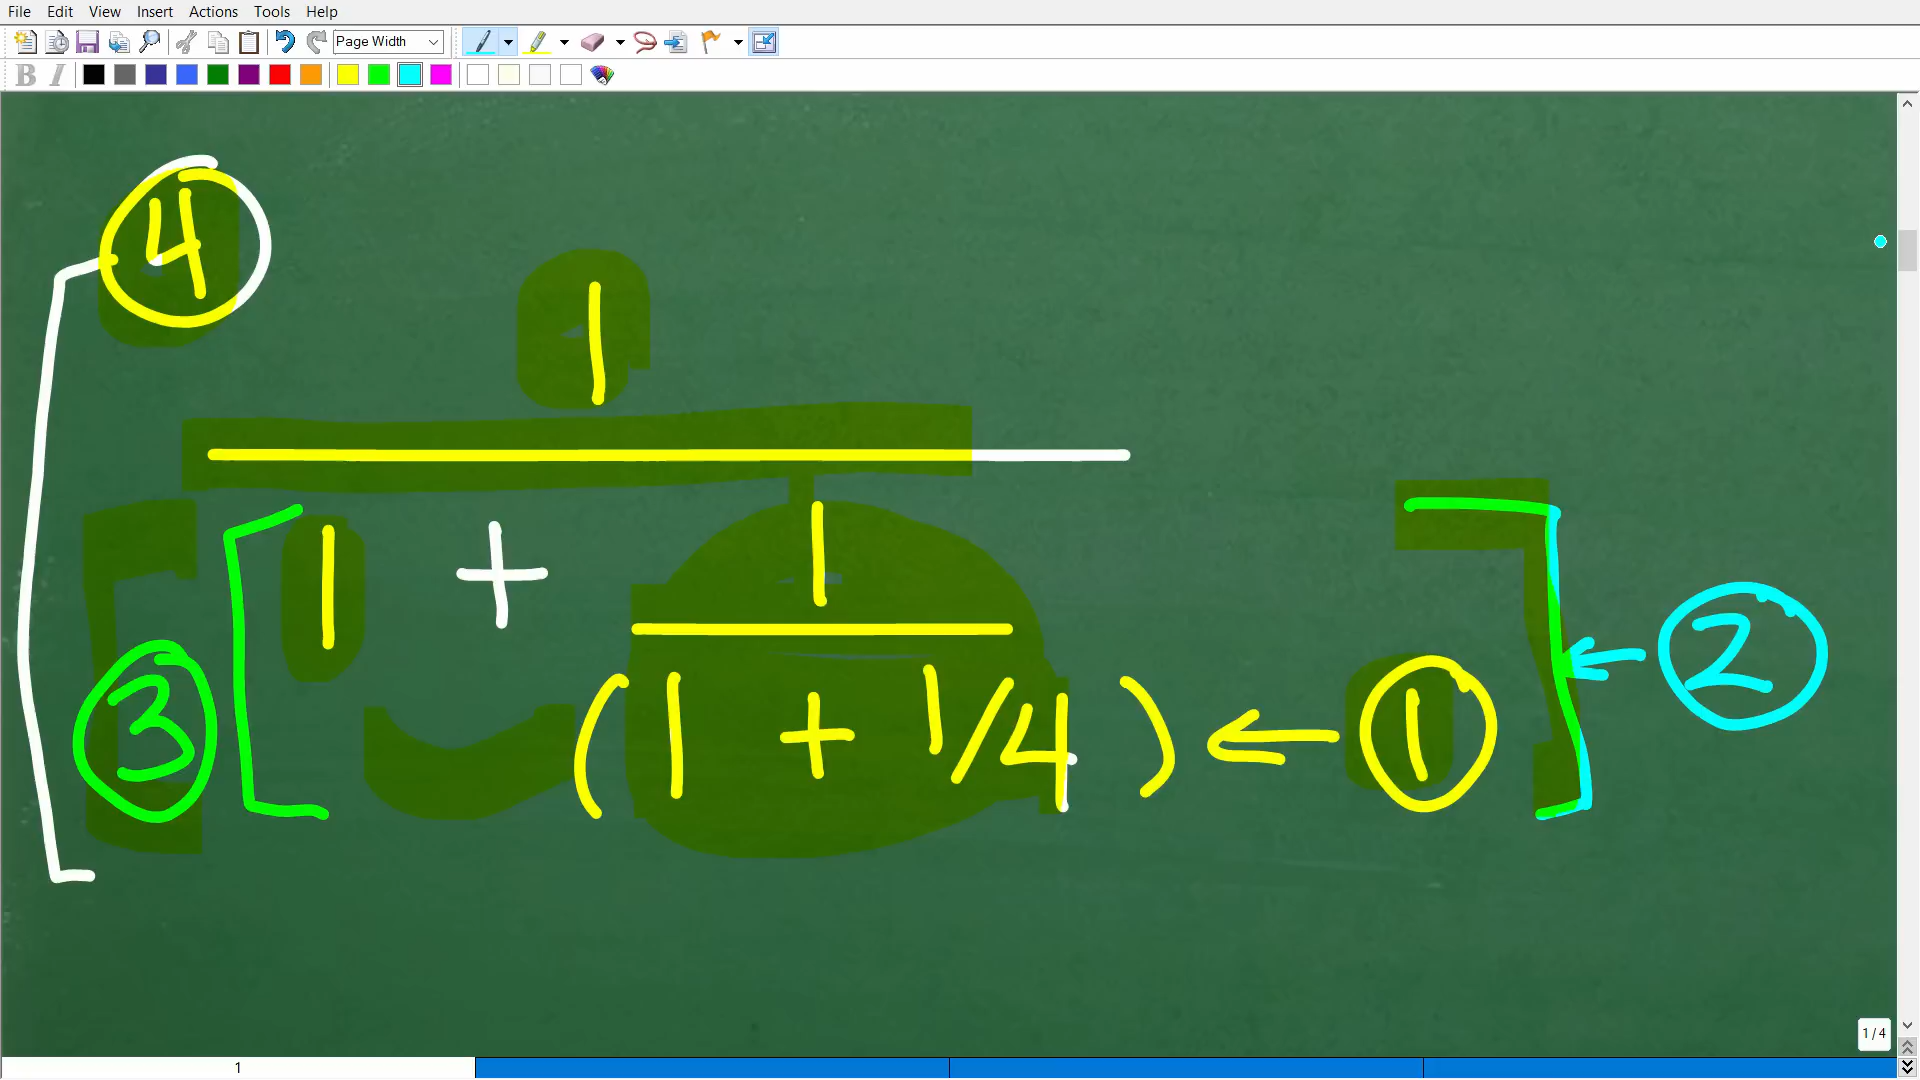 File Edit View Insert Actions Tools Help
Page Width
B I
4
1
1 + 1
3 ( 1 + 1/4 ) ← 1 ← 2
1 / 4
1